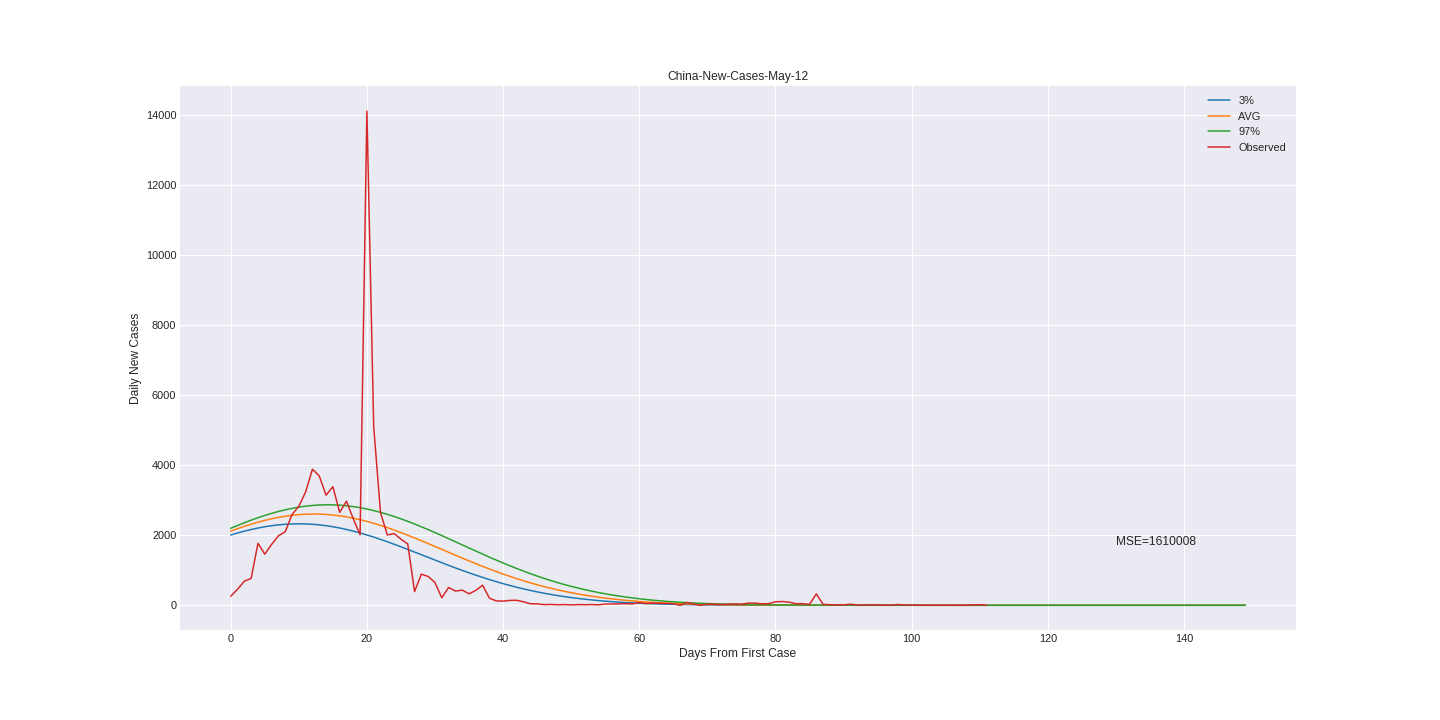 China-New-Cases-May-12
3%
AVG
97%
Observed
14000
12000
10000
8000
6000
4000
2000
0
Daily New Cases
MSE=1610008
0 20 40 60 80 100 120 140
Days From First Case